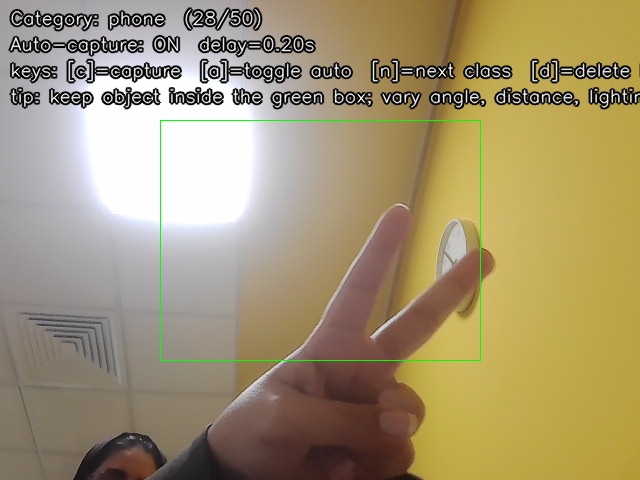 Category: phone (28/50)
Auto-capture: ON delay=0.20s
keys: [c]=capture [a]=toggle auto [n]=next class [d]=delete
tip: keep object inside the green box; vary angle, distance,